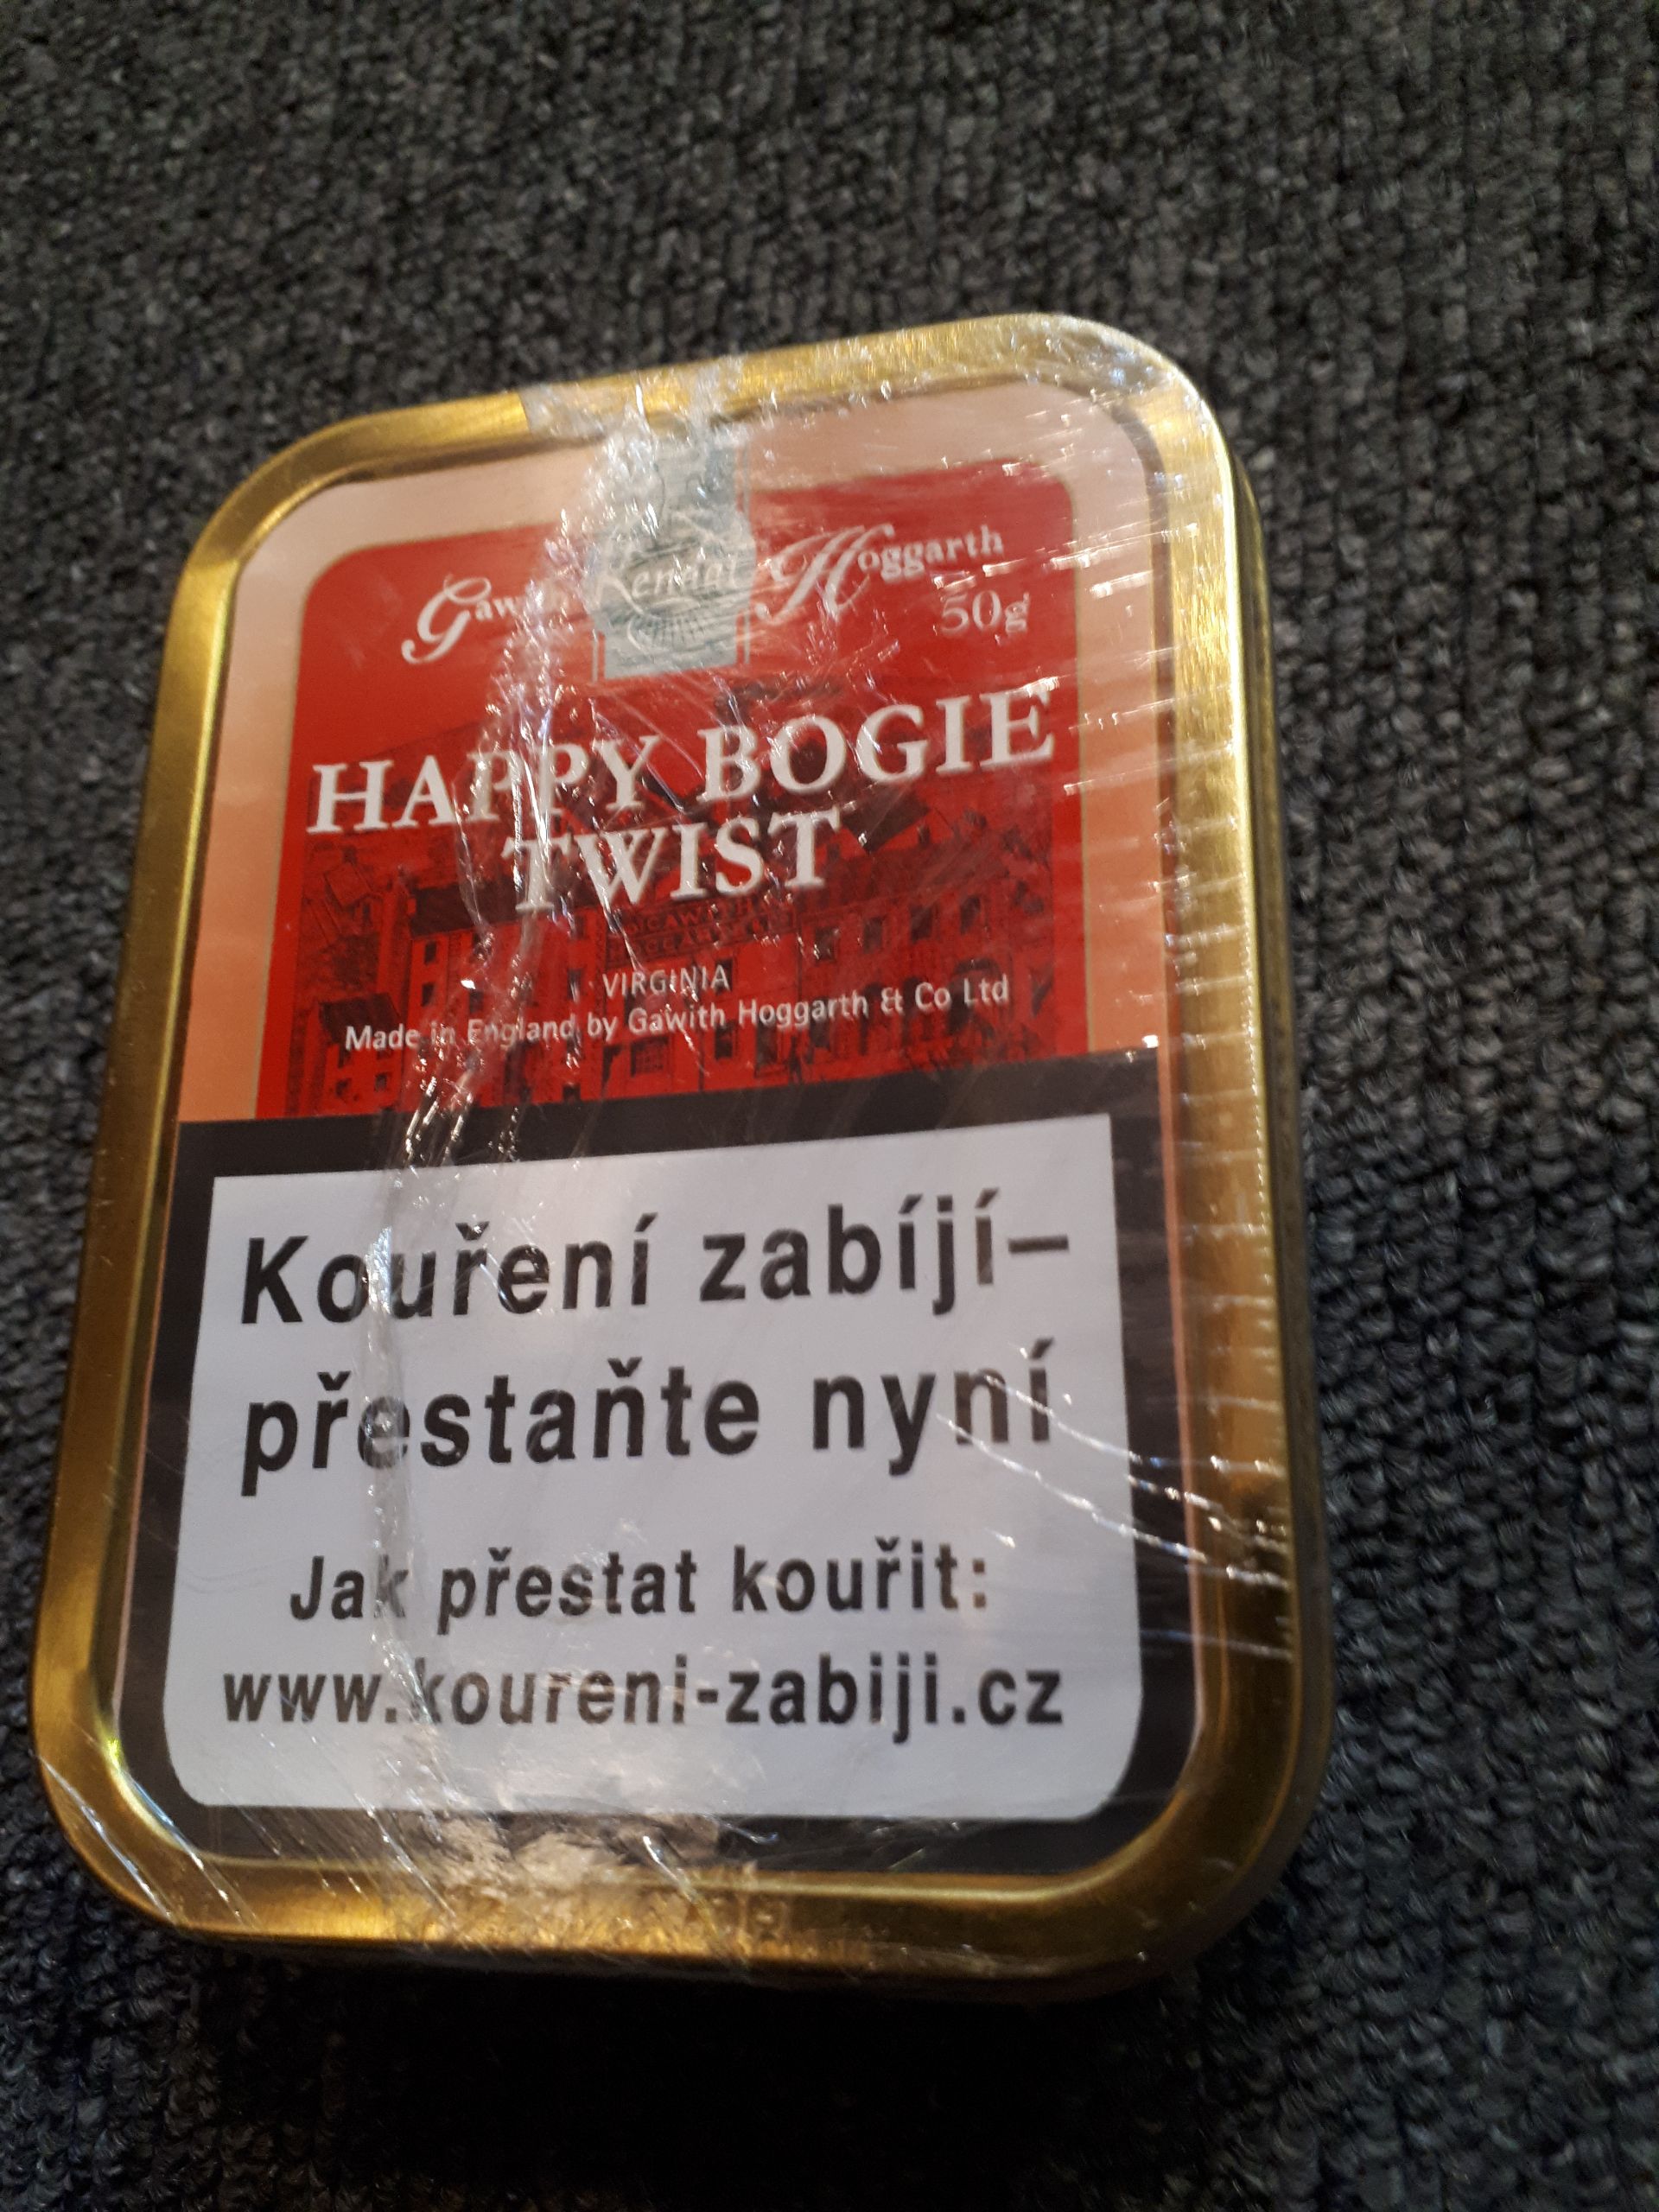 Gawith Kendal Hoggarth
50g
HAPPY BOGIE
TWIST
VIRGINIA
Made in England by Gawith Hoggarth & Co Ltd
Kouření zabíjí–
přestaňte nyní
Jak přestat kouřit:
www.koureni-zabiji.cz